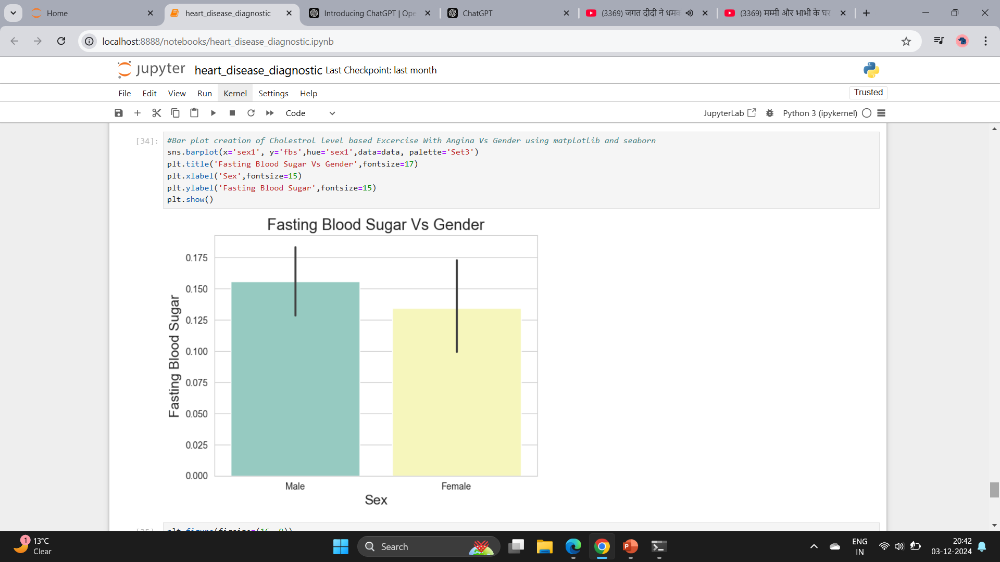 Home
heart_disease_diagnostic
Introducing ChatGPT | Ope
ChatGPT
(3369) जगत दीदी ने धमव
(3369) मम्मी और भाभी के घर
localhost:8888/notebooks/heart_disease_diagnostic.ipynb
jupyter heart_disease_diagnostic Last Checkpoint: last month
File Edit View Run Kernel Settings Help
Trusted
Code
JupyterLab
Python 3 (ipykernel)
[34]:
#Bar plot creation of Cholestrol level based Excercise With Angina Vs Gender using matplotlib and seaborn
sns.barplot(x='sex1', y='fbs',hue='sex1',data=data, palette='Set3')
plt.title('Fasting Blood Sugar Vs Gender',fontsize=17)
plt.xlabel('Sex',fontsize=15)
plt.ylabel('Fasting Blood Sugar',fontsize=15)
plt.show()
Fasting Blood Sugar Vs Gender
Fasting Blood Sugar
0.175
0.150
0.125
0.100
0.075
0.050
0.025
0.000
Male
Female
Sex
1
13°C
Clear
Search
ENG
IN
20:42
03-12-2024